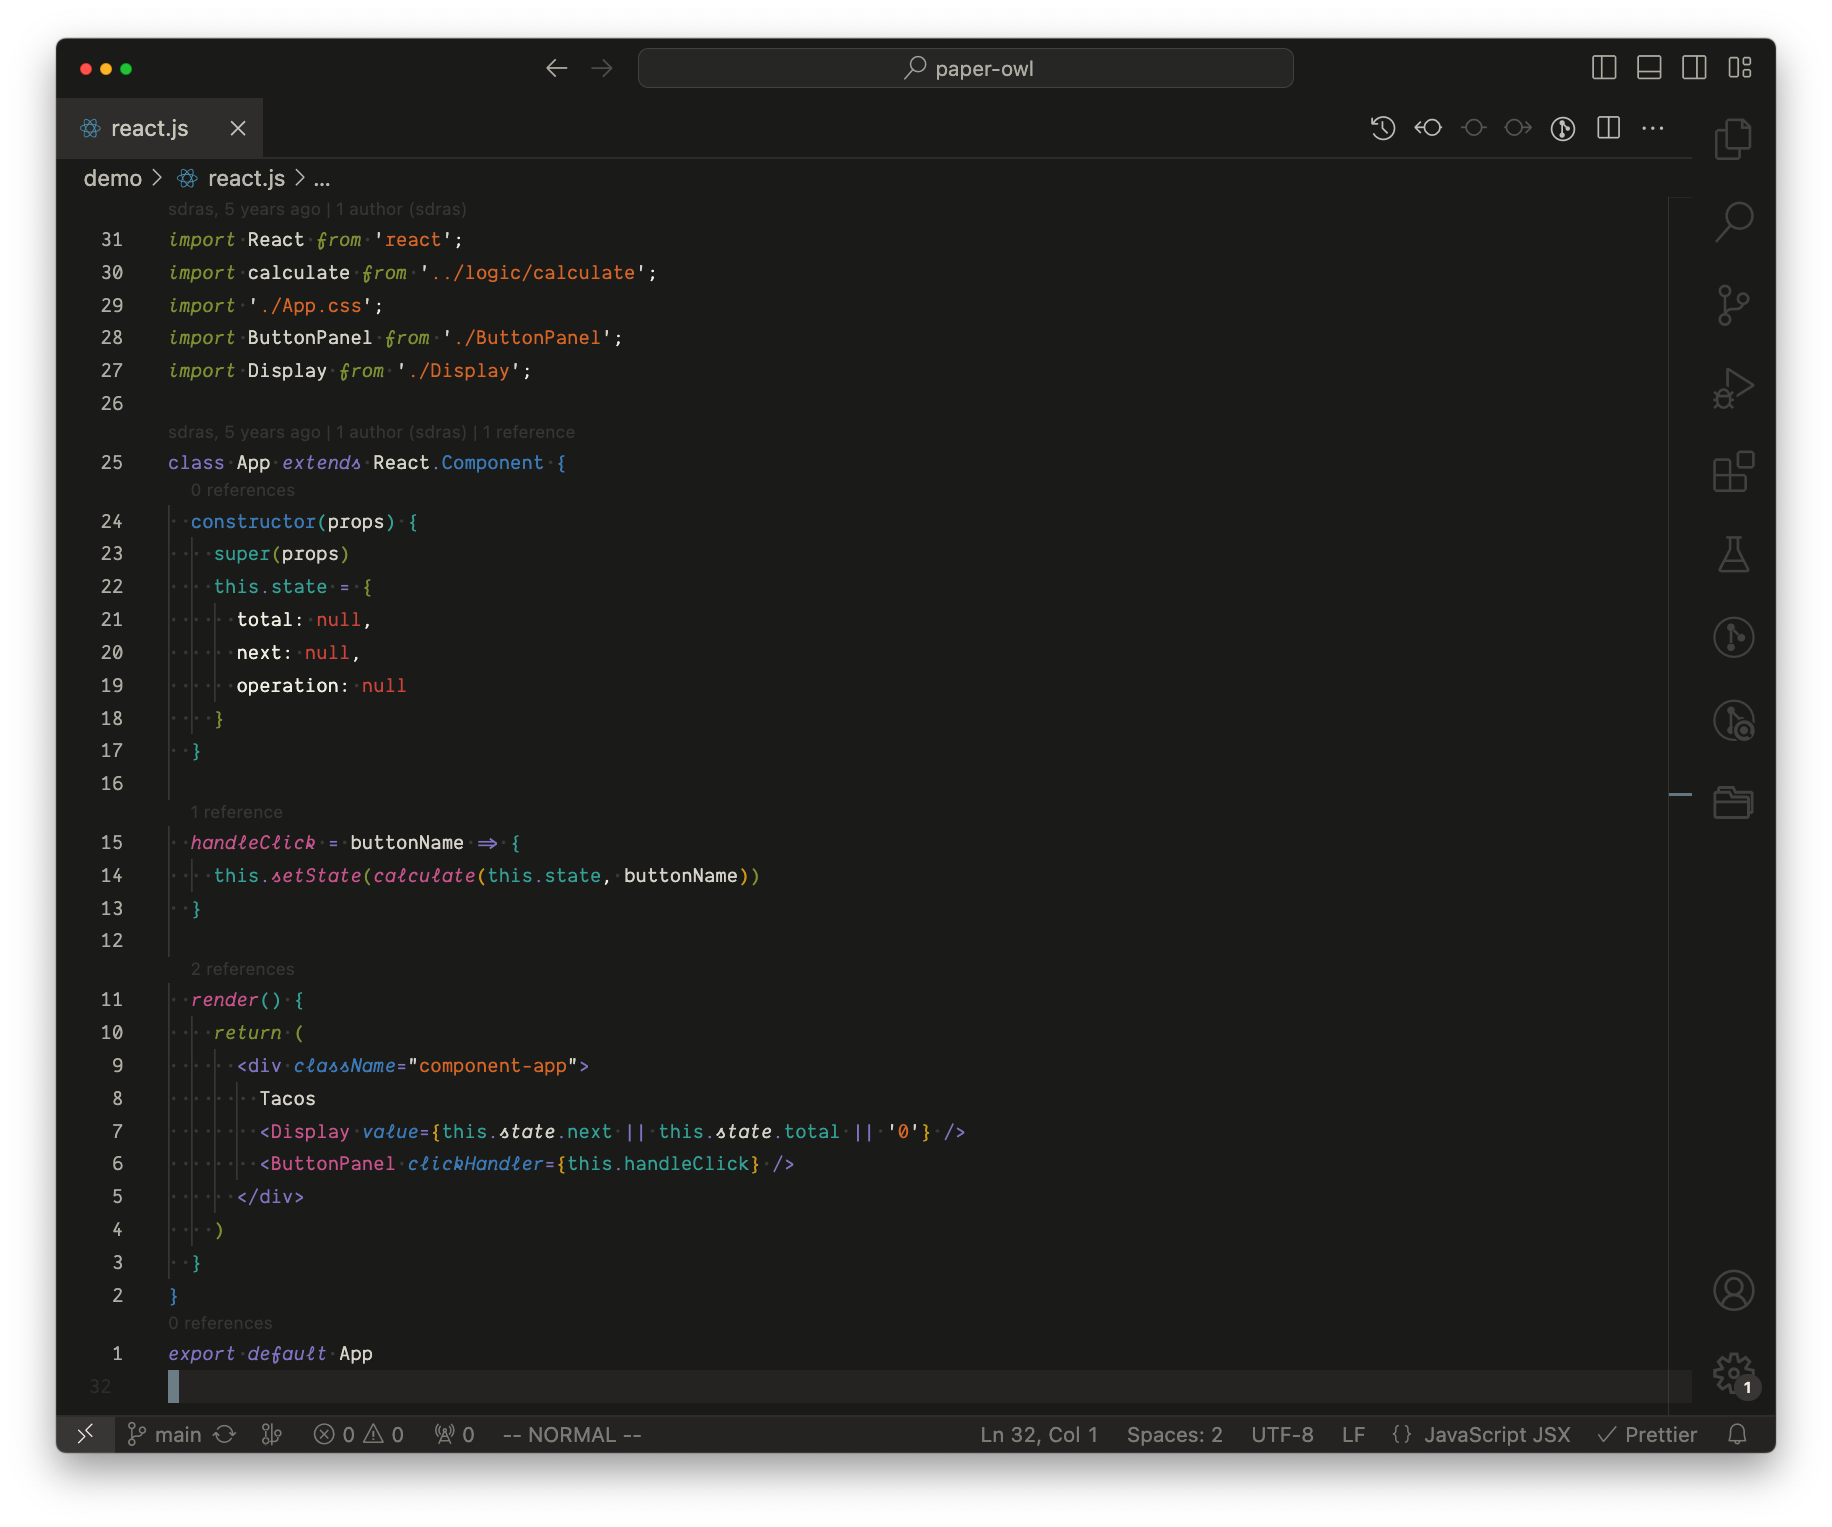 paper-owl
react.js
demo > react.js > ...
sdras, 5 years ago | 1 author (sdras)
31 import React from 'react';
30 import calculate from '../logic/calculate';
29 import './App.css';
28 import ButtonPanel from './ButtonPanel';
27 import Display from './Display';
26
sdras, 5 years ago | 1 author (sdras) | 1 reference
25 class App extends React.Component {
0 references
24 constructor(props) {
23 super(props)
22 this.state = {
21 total: null,
20 next: null,
19 operation: null
18 }
17 }
16
1 reference
15 handleClick = buttonName => {
14 this.setState(calculate(this.state, buttonName))
13 }
12
2 references
11 render() {
10 return (
9 <div className="component-app">
8 Tacos
7 <Display value={this.state.next || this.state.total || '0'} />
6 <ButtonPanel clickHandler={this.handleClick} />
5 </div>
4 )
3 }
2 }
0 references
1 export default App
32
1
main 0 0 0 -- NORMAL -- Ln 32, Col 1 Spaces: 2 UTF-8 LF {} JavaScript JSX Prettier